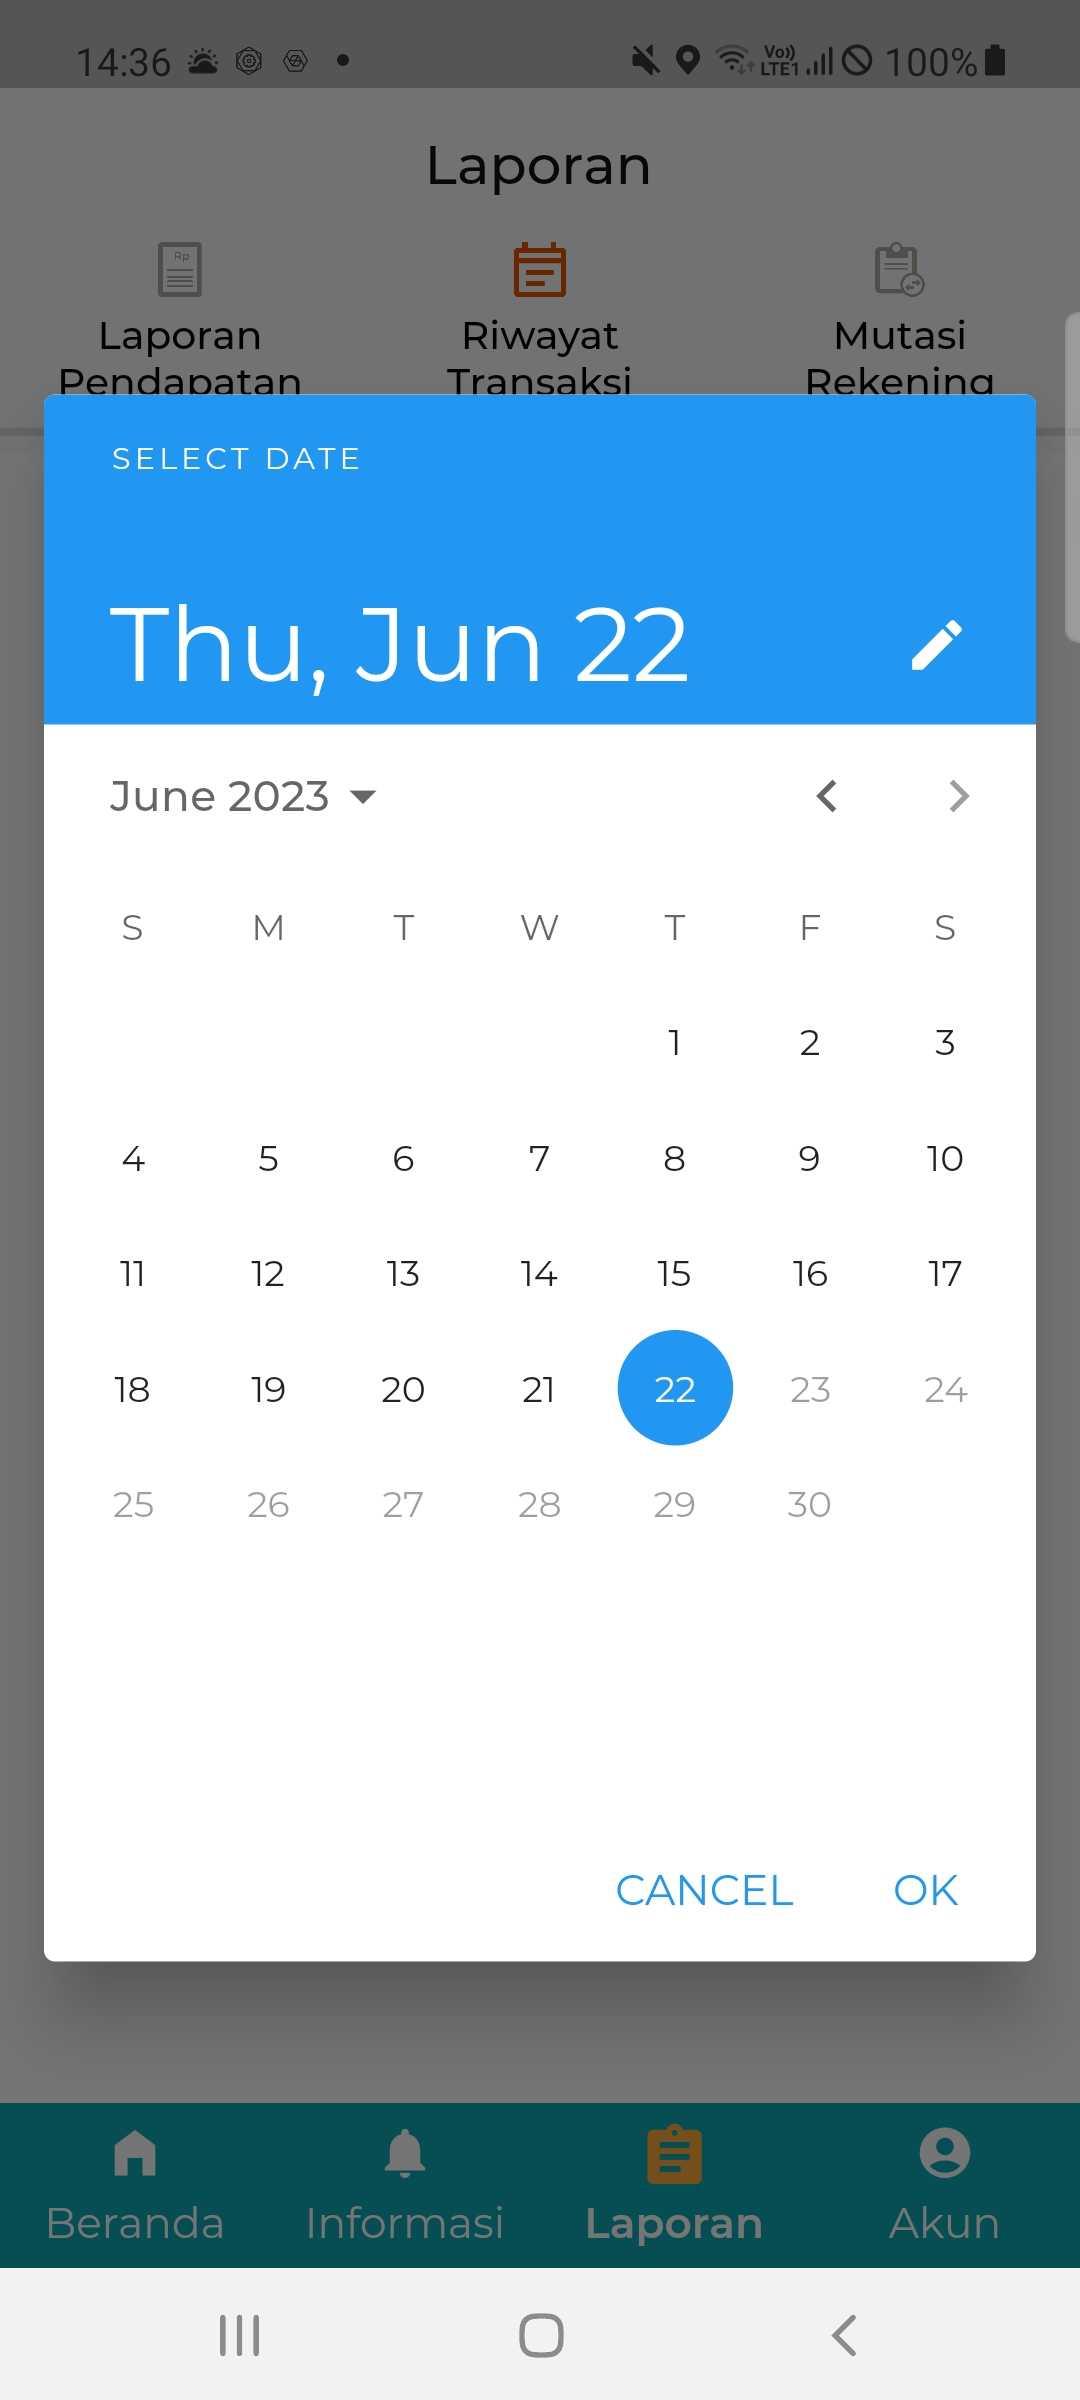 14:36 Vo)) LTE1 100%
Laporan
Rp
Laporan Pendapatan
Riwayat Transaksi
Mutasi Rekening
SELECT DATE
Thu, Jun 22
June 2023
S M T W T F S
1 2 3
4 5 6 7 8 9 10
11 12 13 14 15 16 17
18 19 20 21 22 23 24
25 26 27 28 29 30
CANCEL OK
Beranda Informasi Laporan Akun